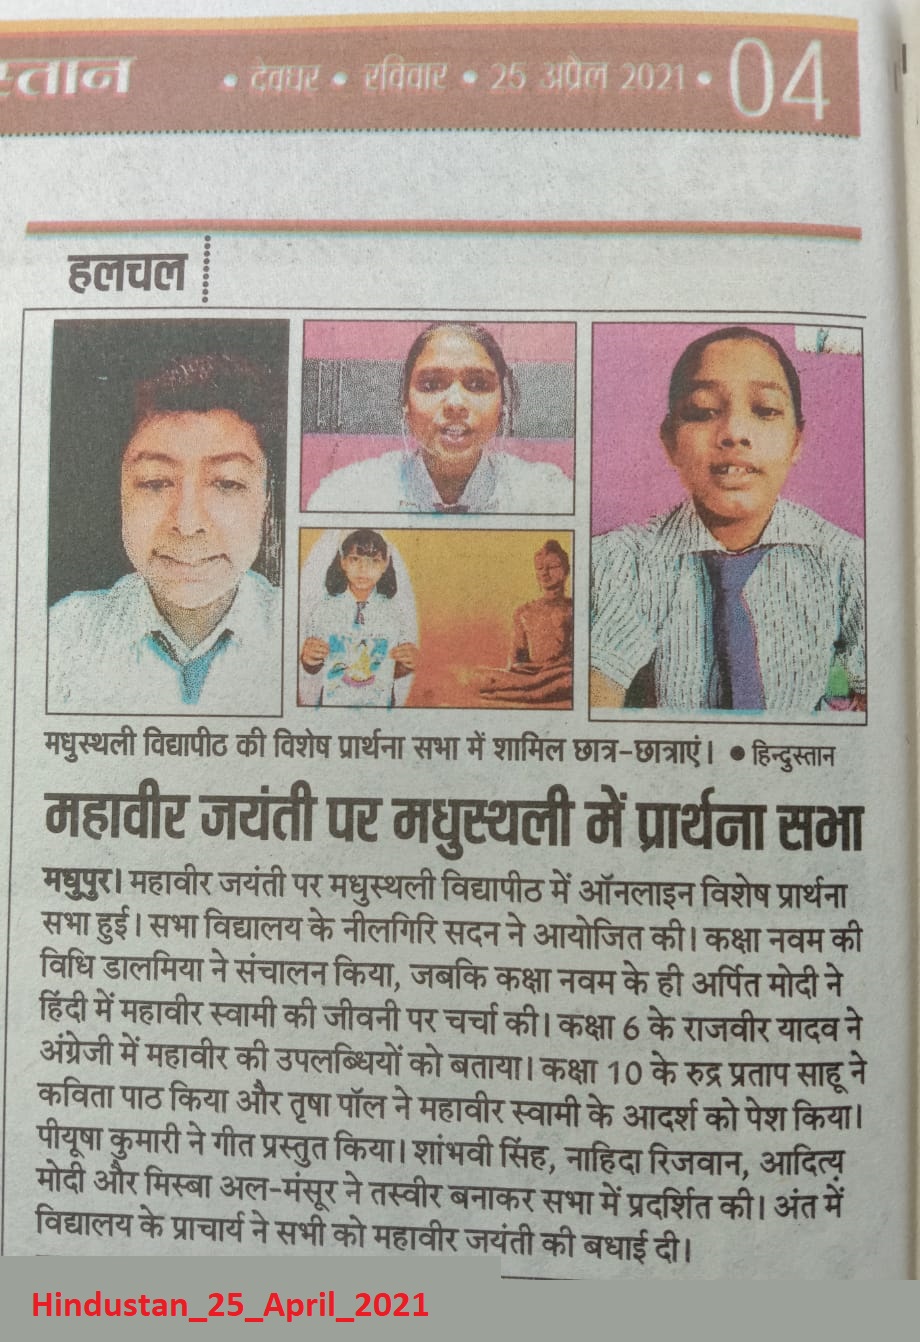 स्तान • देवघर • रविवार • 25 अप्रैल 2021 • 04
हलचल
मधुस्थली विद्यापीठ की विशेष प्रार्थना सभा में शामिल छात्र-छात्राएं। ● हिन्दुस्तान
महावीर जयंती पर मधुस्थली में प्रार्थना सभा
मधुपुर। महावीर जयंती पर मधुस्थली विद्यापीठ में ऑनलाइन विशेष प्रार्थना
सभा हुई। सभा विद्यालय के नीलगिरि सदन ने आयोजित की। कक्षा नवम की
विधि डालमिया ने संचालन किया, जबकि कक्षा नवम के ही अर्पित मोदी ने
हिंदी में महावीर स्वामी की जीवनी पर चर्चा की। कक्षा 6 के राजवीर यादव ने
अंग्रेजी में महावीर की उपलब्धियों को बताया। कक्षा 10 के रुद्र प्रताप साहू ने
कविता पाठ किया और तृषा पॉल ने महावीर स्वामी के आदर्श को पेश किया।
पीयूषा कुमारी ने गीत प्रस्तुत किया। शांभवी सिंह, नाहिदा रिजवान, आदित्य
मोदी और मिस्बा अल-मंसूर ने तस्वीर बनाकर सभा में प्रदर्शित की। अंत में
विद्यालय के प्राचार्य ने सभी को महावीर जयंती की बधाई दी।
Hindustan_25_April_2021